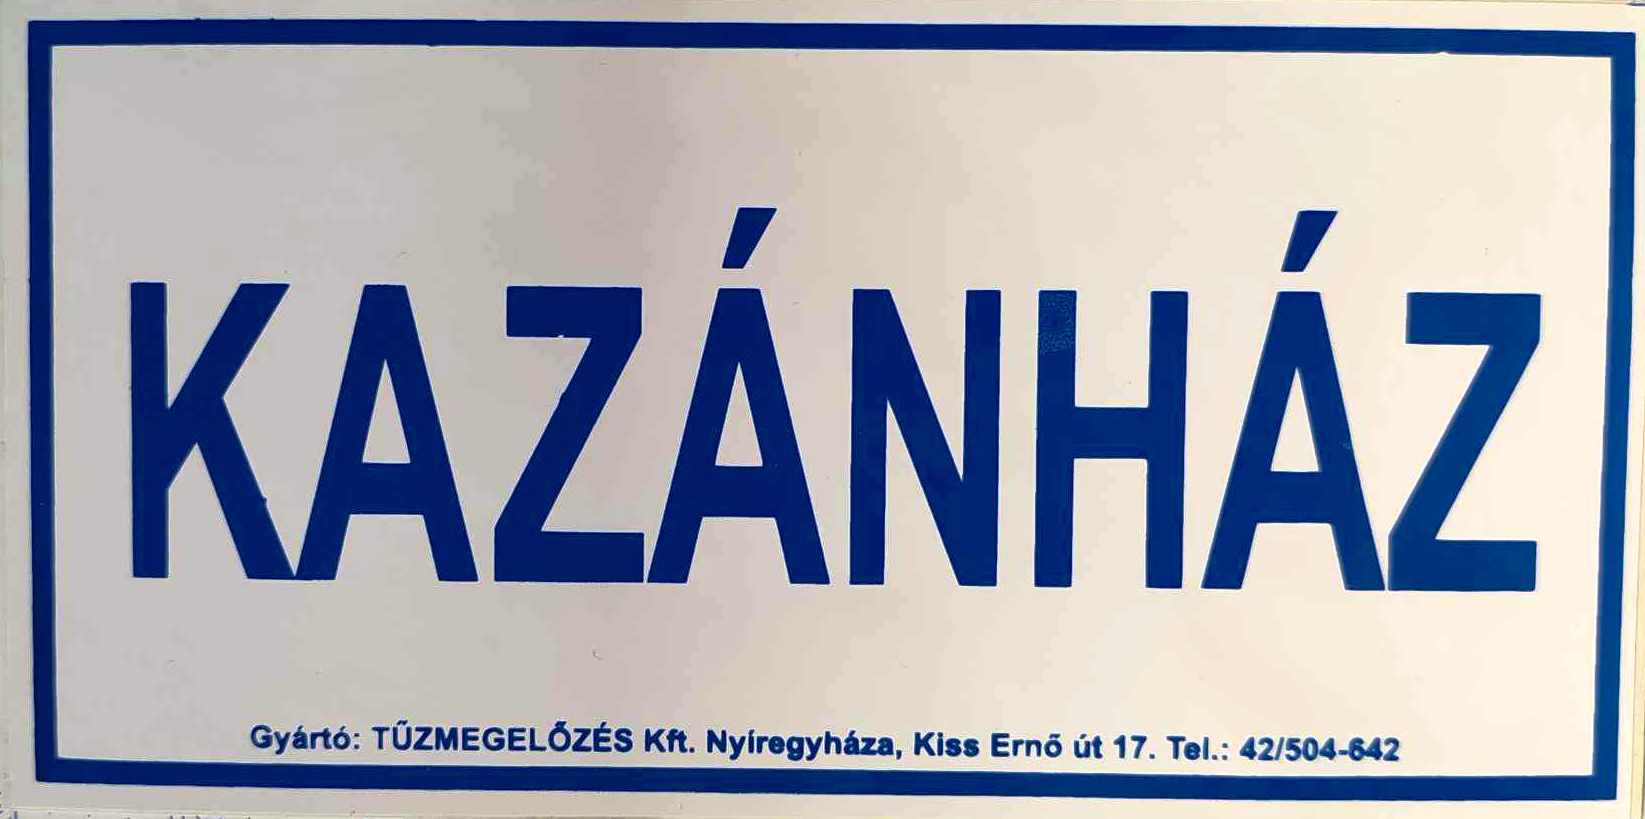 KAZÁNHÁZ
Gyártó: TŰZMEGELŐZÉS Kft. Nyíregyháza, Kiss Ernő út 17. Tel.: 42/504-642